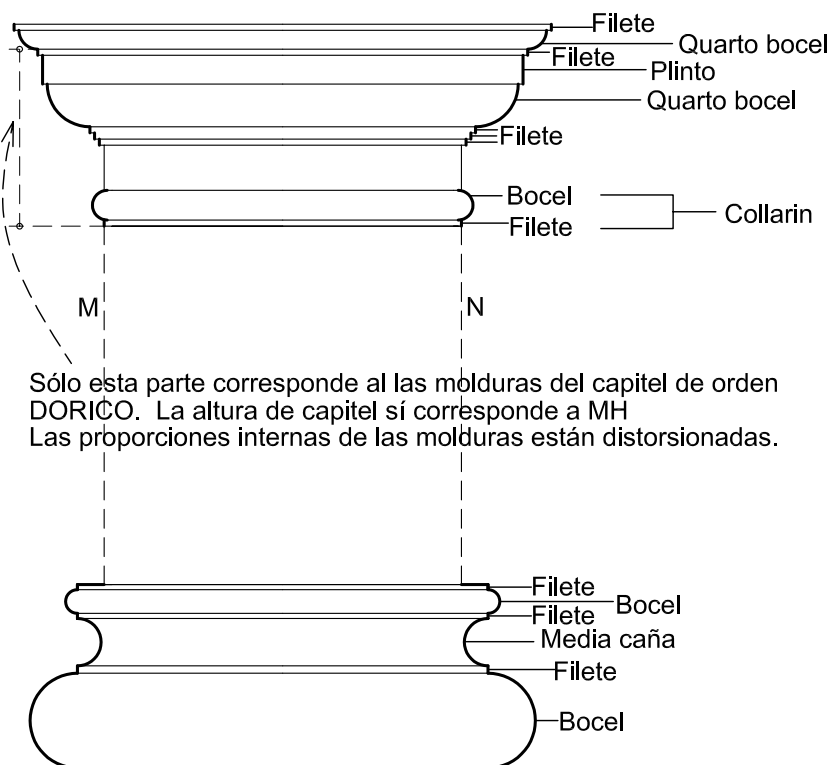 Filete
Quarto bocel
Filete
Plinto
Quarto bocel
Filete
Bocel
Collarin
Filete
M
N
Sólo esta parte corresponde al las molduras del capitel de orden
DORICO. La altura de capitel sí corresponde a MH
Las proporciones internas de las molduras están distorsionadas.
Filete
Bocel
Filete
Media caña
Filete
Bocel